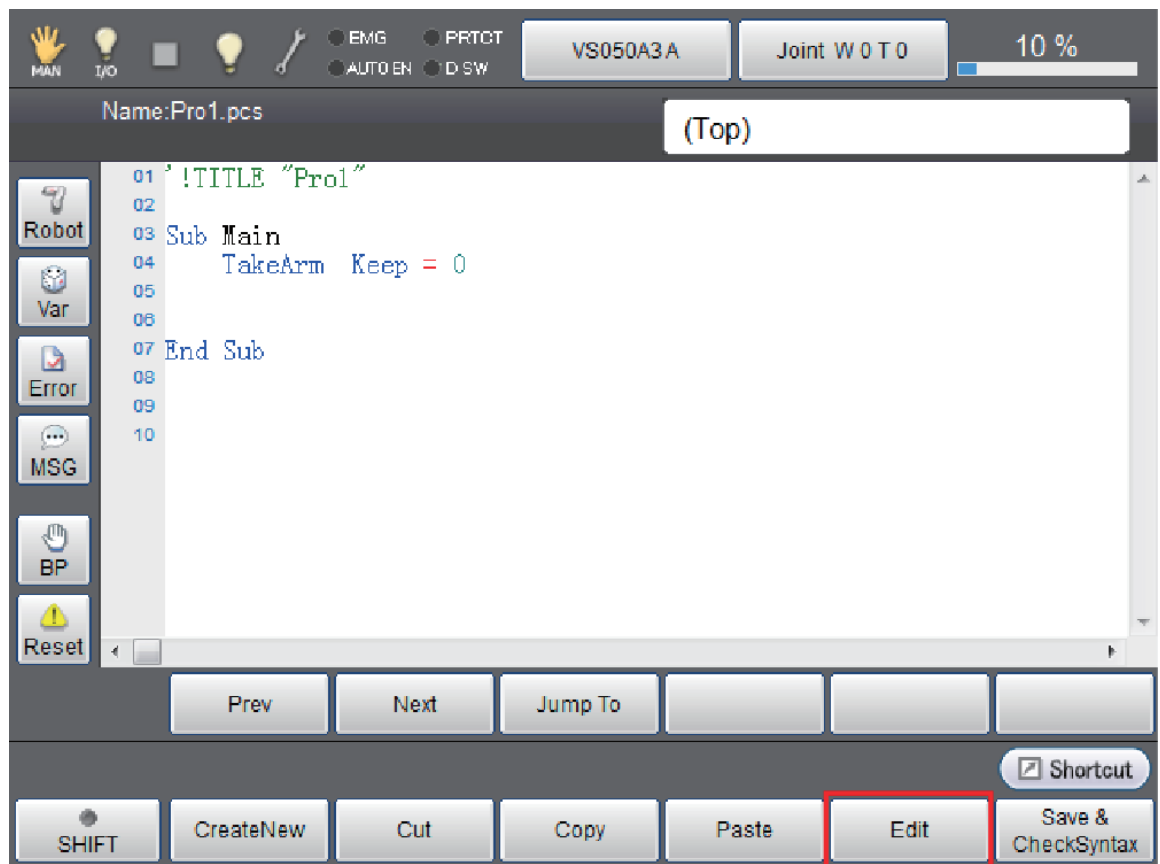 MAN
I/O
EMG
PRTCT
AUTO EN
D SW
VS050A3 A
Joint W 0 T 0
10 %
Name:Pro1.pcs
(Top)
Robot
Var
Error
MSG
BP
Reset
01 '!TITLE "Pro1"
02
03 Sub Main
04 TakeArm Keep = 0
05
06
07 End Sub
08
09
10
Prev
Next
Jump To
Shortcut
SHIFT
CreateNew
Cut
Copy
Paste
Edit
Save &
CheckSyntax